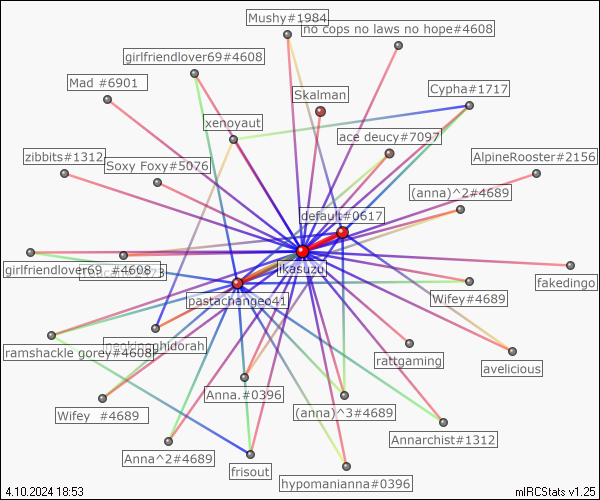 Mushy#1984
no cops no laws no hope#4608
girlfriendlover69#4608
Mad #6901
Cypha#1717
Skalman
xenoyaut
ace deucy#7097
zibbits#1312
Soxy Foxy#5076
AlpineRooster#2156
(anna)^2#4689
default#0617
ikasuzu
girlfriendlover69 #4608
fakedingo
Wifey#4689
pastachangeo41
ramshackle gorey#4608
rattgaming
avelicious
Anna.#0396
(anna)^3#4689
Wifey #4689
Annarchist#1312
Anna^2#4689
frisout
hypomanianna#0396
4.10.2024 18:53
mIRCStats v1.25